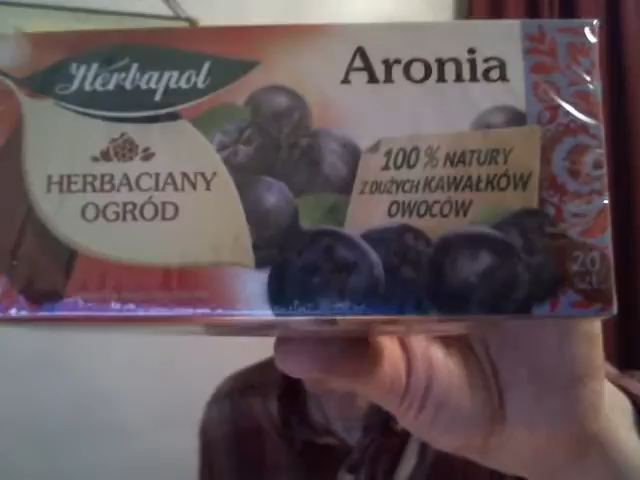 Herbapol
HERBACIANY
OGRÓD
Aronia
100% NATURY
Z DUŻYCH KAWAŁKÓW
OWOCÓW
20